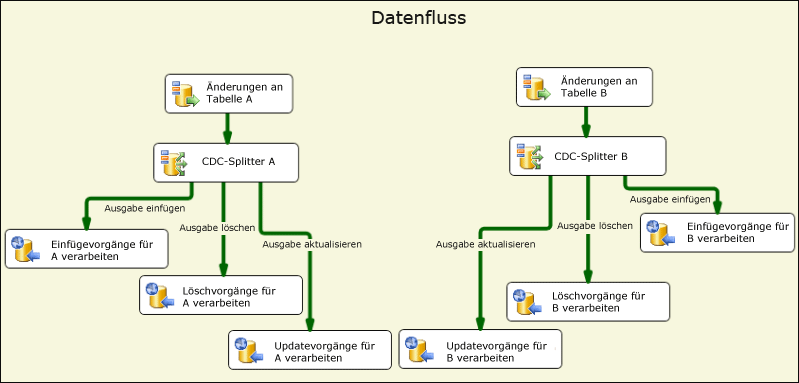 Datenfluss
Änderungen an
Tabelle A
CDC-Splitter A
Ausgabe einfügen
Ausgabe löschen
Ausgabe aktualisieren
Einfügevorgänge für
A verarbeiten
Löschvorgänge für
A verarbeiten
Updatevorgänge für
A verarbeiten
Änderungen an
Tabelle B
CDC-Splitter B
Ausgabe einfügen
Ausgabe löschen
Ausgabe aktualisieren
Einfügevorgänge für
B verarbeiten
Löschvorgänge für
B verarbeiten
Updatevorgänge für
B verarbeiten